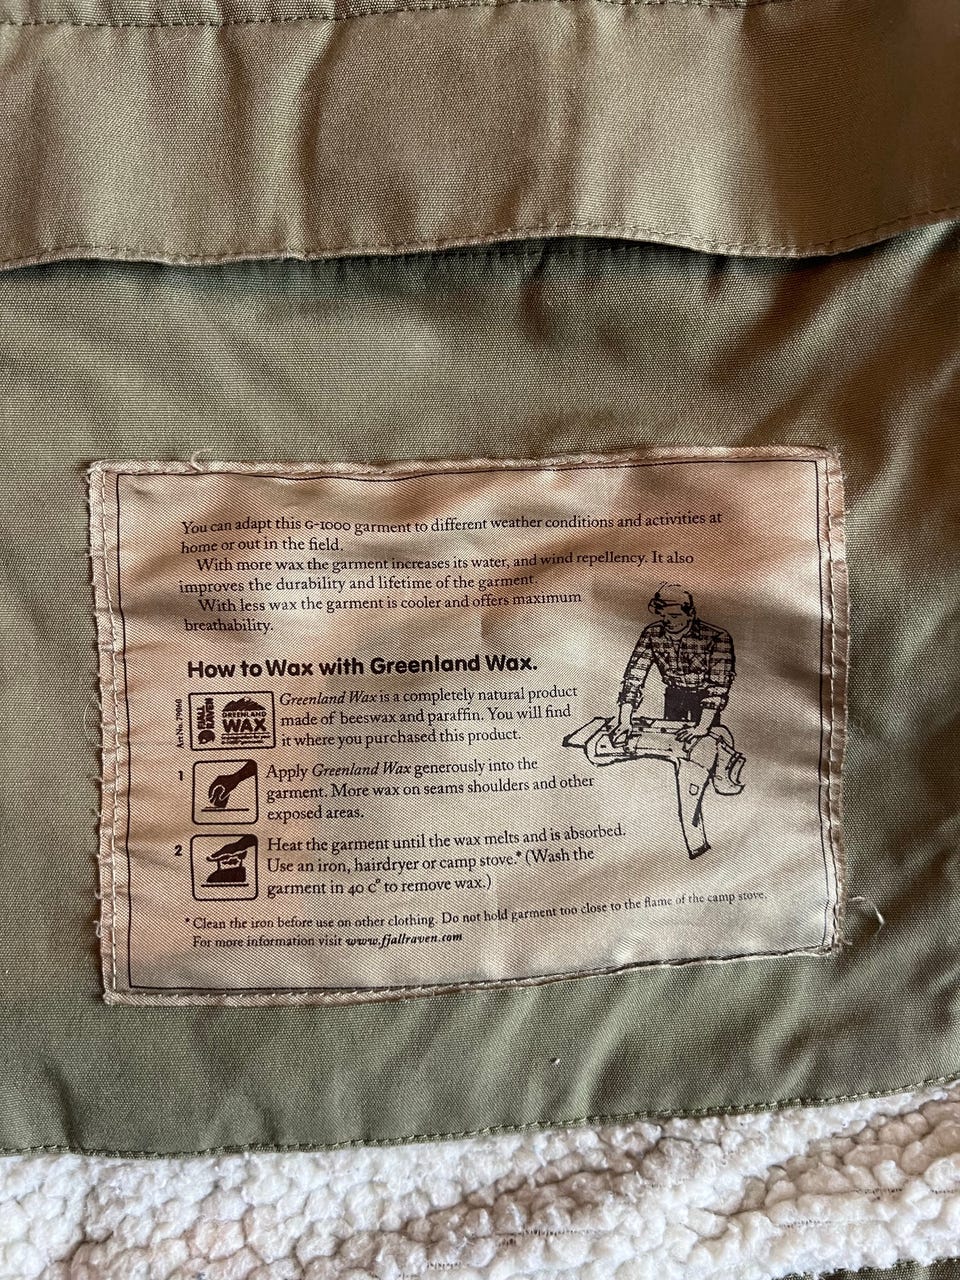 You can adapt this G-1000 garment to different weather conditions and activities at
home or out in the field.
With more wax the garment increases its water, and wind repellency. It also
improves the durability and lifetime of the garment.
With less wax the garment is cooler and offers maximum
breathability.
How to Wax with Greenland Wax.
Art No. 79060
FJÄLL
RÄVEN
GREENLAND
WAX
Greenland Wax is a completely natural product
made of beeswax and paraffin. You will find
it where you purchased this product.
1
Apply Greenland Wax generously into the
garment. More wax on seams shoulders and other
exposed areas.
2
Heat the garment until the wax melts and is absorbed.
Use an iron, hairdryer or camp stove.* (Wash the
garment in 40 c° to remove wax.)
* Clean the iron before use on other clothing. Do not hold garment too close to the flame of the camp stove.
For more information visit www.fjallraven.com